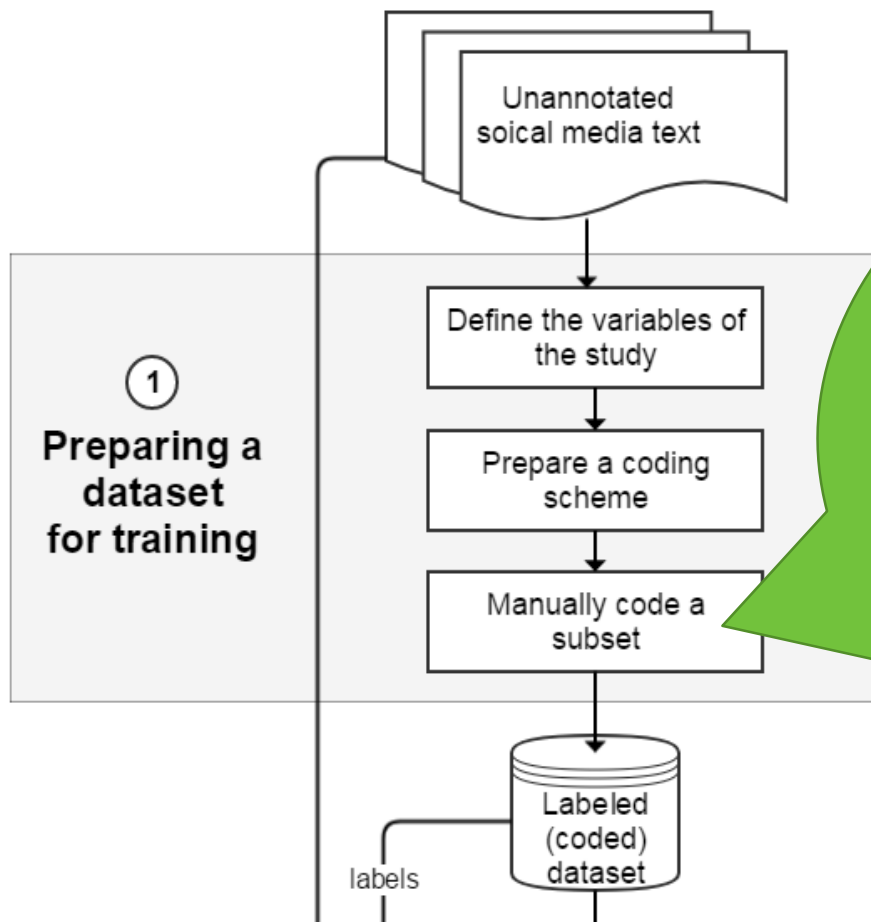 Unannotated
soical media text
Define the variables of
the study
1
Preparing a
dataset
for training
Prepare a coding
scheme
Manually code a
subset
Labeled
(coded)
dataset
labels